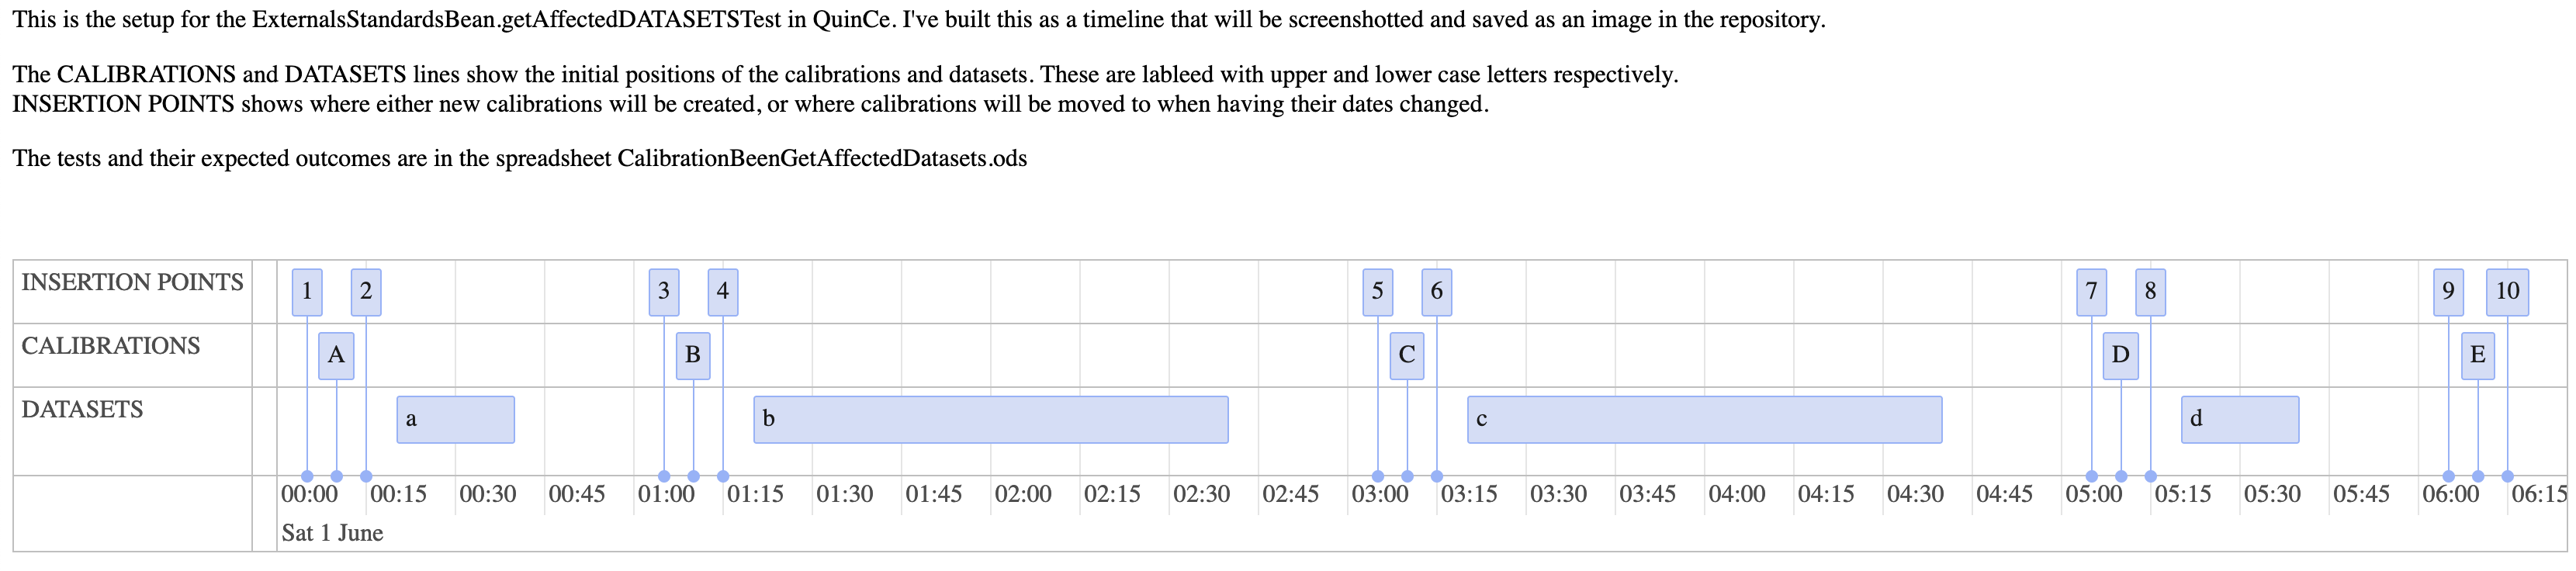 This is the setup for the ExternalsStandardsBean.getAffectedDATASETSTest in QuinCe. I've built this as a timeline that will be screenshotted and saved as an image in the repository.
The CALIBRATIONS and DATASETS lines show the initial positions of the calibrations and datasets. These are lableed with upper and lower case letters respectively.
INSERTION POINTS shows where either new calibrations will be created, or where calibrations will be moved to when having their dates changed.
The tests and their expected outcomes are in the spreadsheet CalibrationBeenGetAffectedDatasets.ods
INSERTION POINTS 1 2 3 4 5 6 7 8 9 10
CALIBRATIONS A B C D E
DATASETS a b c d
00:00 00:15 00:30 00:45 01:00 01:15 01:30 01:45 02:00 02:15 02:30 02:45 03:00 03:15 03:30 03:45 04:00 04:15 04:30 04:45 05:00 05:15 05:30 05:45 06:00 06:15
Sat 1 June